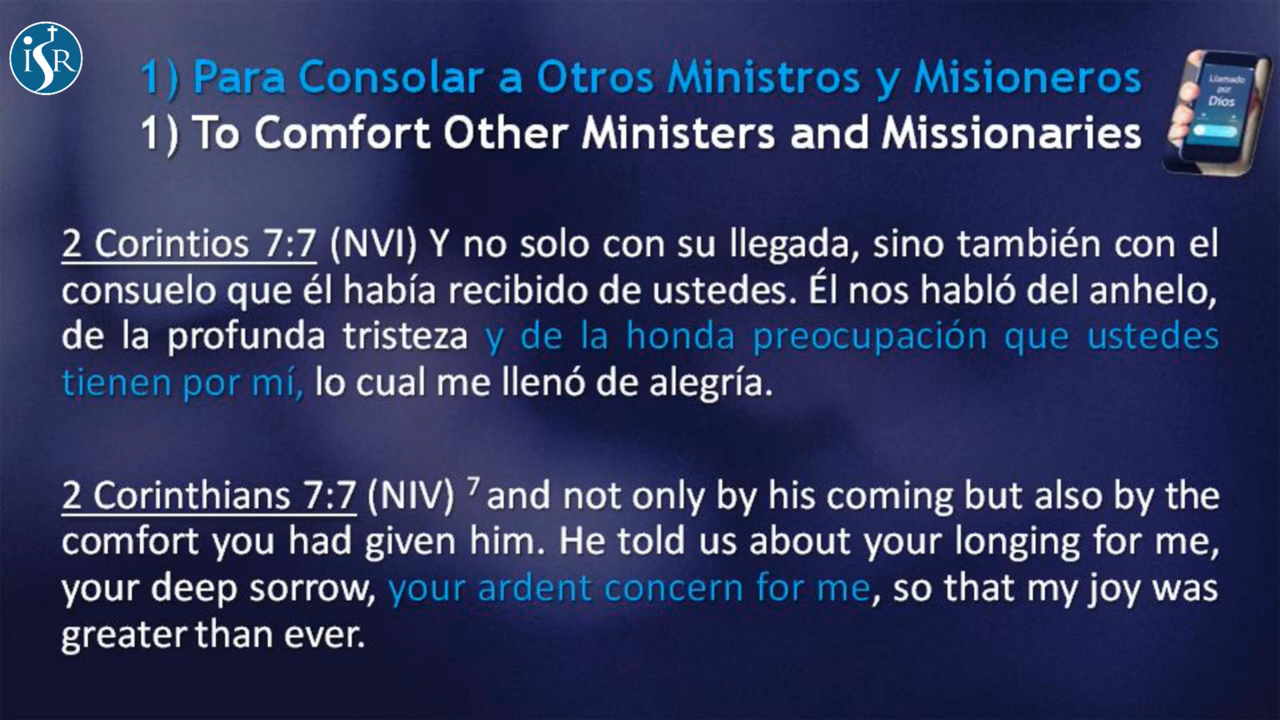 ISR
1) Para Consolar a Otros Ministros y Misioneros
1) To Comfort Other Ministers and Missionaries
Llamado
por
Dios
2 Corintios 7:7 (NVI) Y no solo con su llegada, sino también con el
consuelo que él había recibido de ustedes. Él nos habló del anhelo,
de la profunda tristeza y de la honda preocupación que ustedes
tienen por mí, lo cual me llenó de alegría.
2 Corinthians 7:7 (NIV) ⁷ and not only by his coming but also by the
comfort you had given him. He told us about your longing for me,
your deep sorrow, your ardent concern for me, so that my joy was
greater than ever.